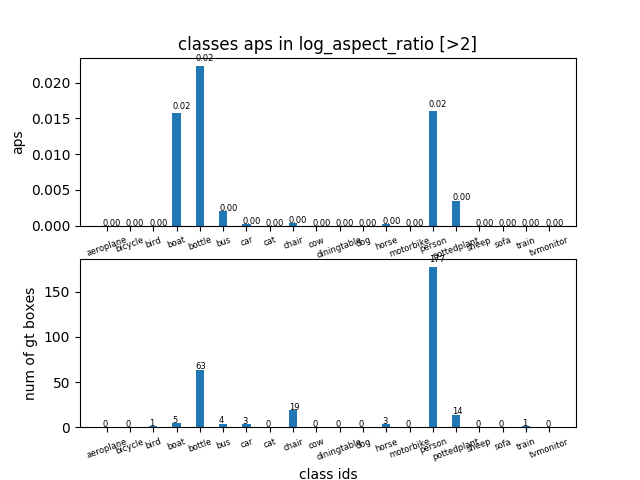 classes aps in log_aspect_ratio [>2]
aps
0.020
0.015
0.010
0.005
0.000
0.00 0.00 0.00 0.02 0.02 0.00 0.00 0.00 0.00 0.00 0.00 0.00 0.00 0.00 0.02 0.00 0.00 0.00 0.00 0.00
aeroplane bicycle bird boat bottle bus car cat chair cow diningtable dog horse motorbike person pottedplant sheep sofa train tvmonitor
num of gt boxes
150
100
50
0
0 0 1 5 63 4 3 0 19 0 0 0 3 0 177 14 0 0 1 0
aeroplane bicycle bird boat bottle bus car cat chair cow diningtable dog horse motorbike person pottedplant sheep sofa train tvmonitor
class ids